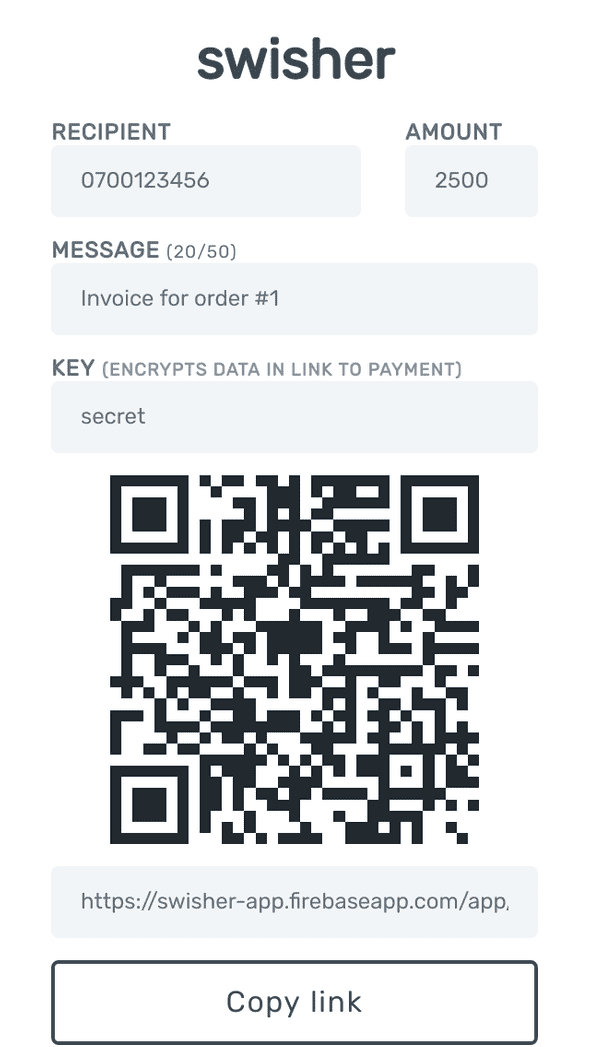 swisher
RECIPIENT AMOUNT
0700123456 2500
MESSAGE (20/50)
Invoice for order #1
KEY (ENCRYPTS DATA IN LINK TO PAYMENT)
secret
https://swisher-app.firebaseapp.com/app/
Copy link